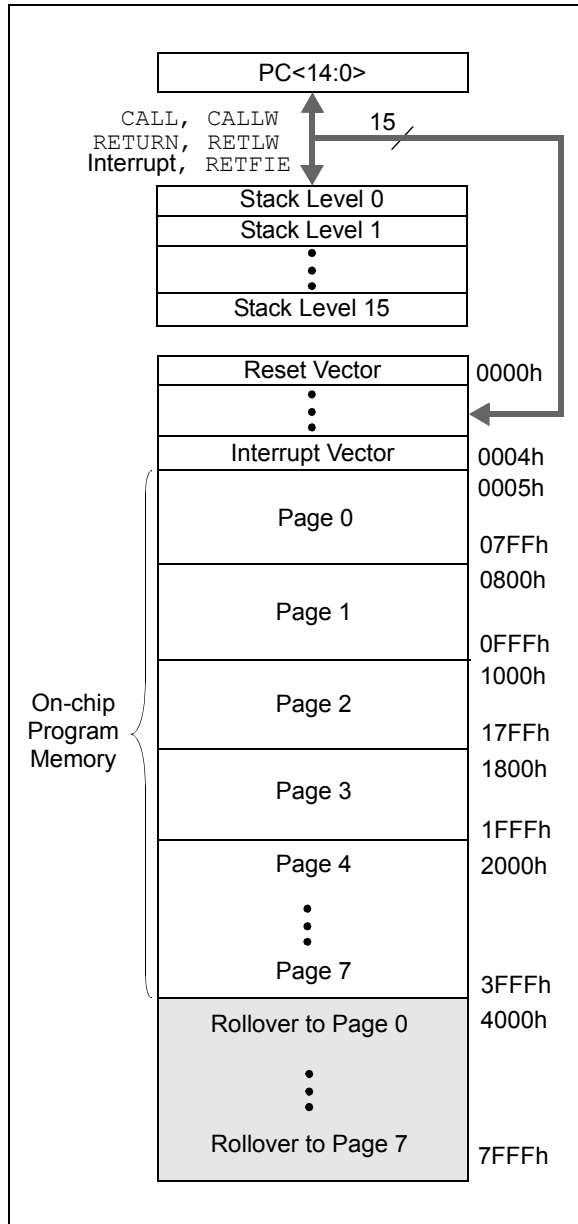 PC<14:0>
CALL, CALLW
RETURN, RETLW
Interrupt, RETFIE
15
Stack Level 0
Stack Level 1
Stack Level 15
Reset Vector
0000h
Interrupt Vector
0004h
0005h
Page 0
07FFh
0800h
Page 1
0FFFh
1000h
On-chip
Program
Memory
Page 2
17FFh
1800h
Page 3
1FFFh
Page 4
2000h
Page 7
3FFFh
Rollover to Page 0
4000h
Rollover to Page 7
7FFFh